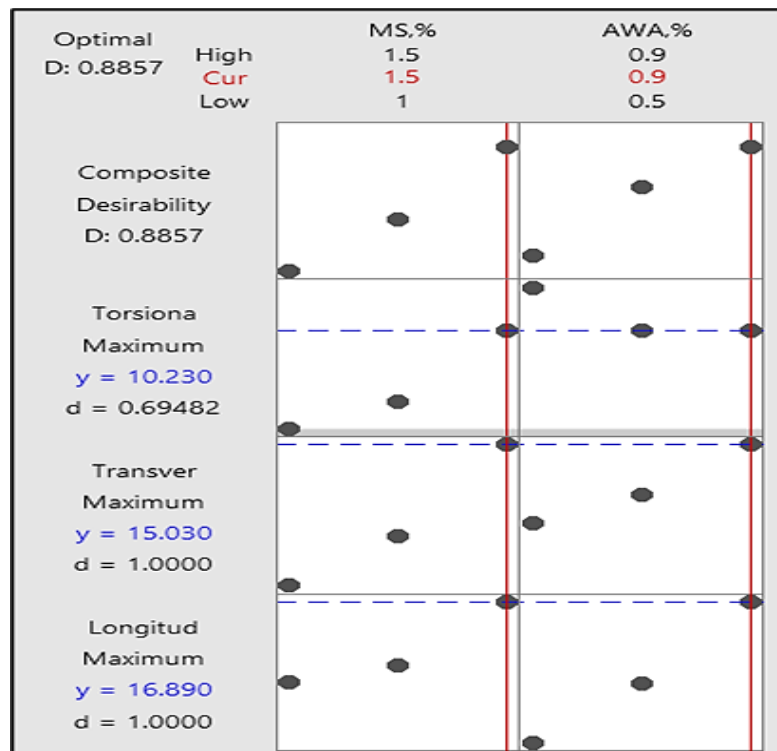 Optimal
D: 0.8857
MS,% AWA,%
High 1.5 0.9
Cur 1.5 0.9
Low 1 0.5
Composite
Desirability
D: 0.8857
Torsiona
Maximum
y = 10.230
d = 0.69482
Transver
Maximum
y = 15.030
d = 1.0000
Longitud
Maximum
y = 16.890
d = 1.0000